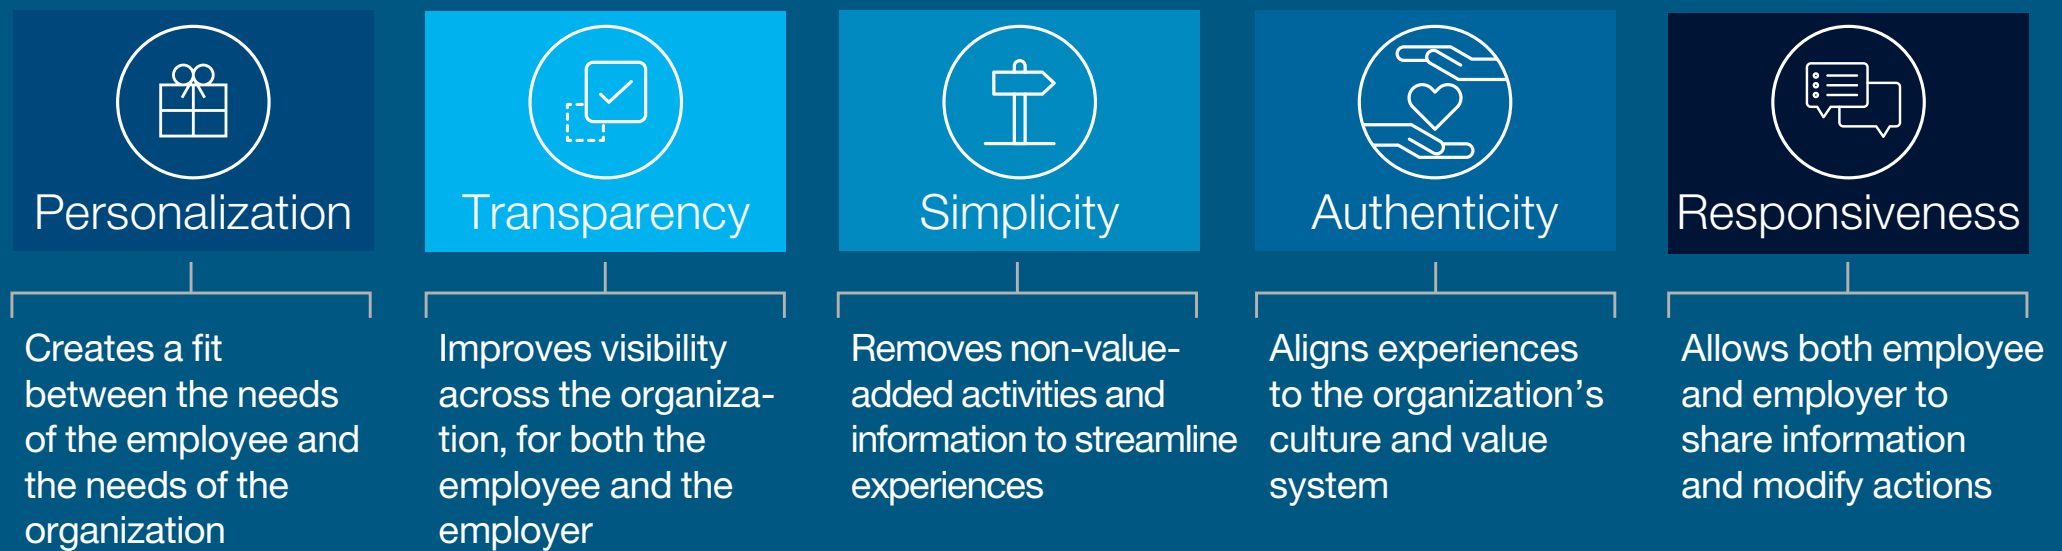 Personalization
Creates a fit
between the needs
of the employee and
the needs of the
organization
Transparency
Improves visibility
across the organiza-
tion, for both the
employee and the
employer
Simplicity
Removes non-value-
added activities and
information to streamline
experiences
Authenticity
Aligns experiences
to the organization’s
culture and value
system
Responsiveness
Allows both employee
and employer to
share information
and modify actions